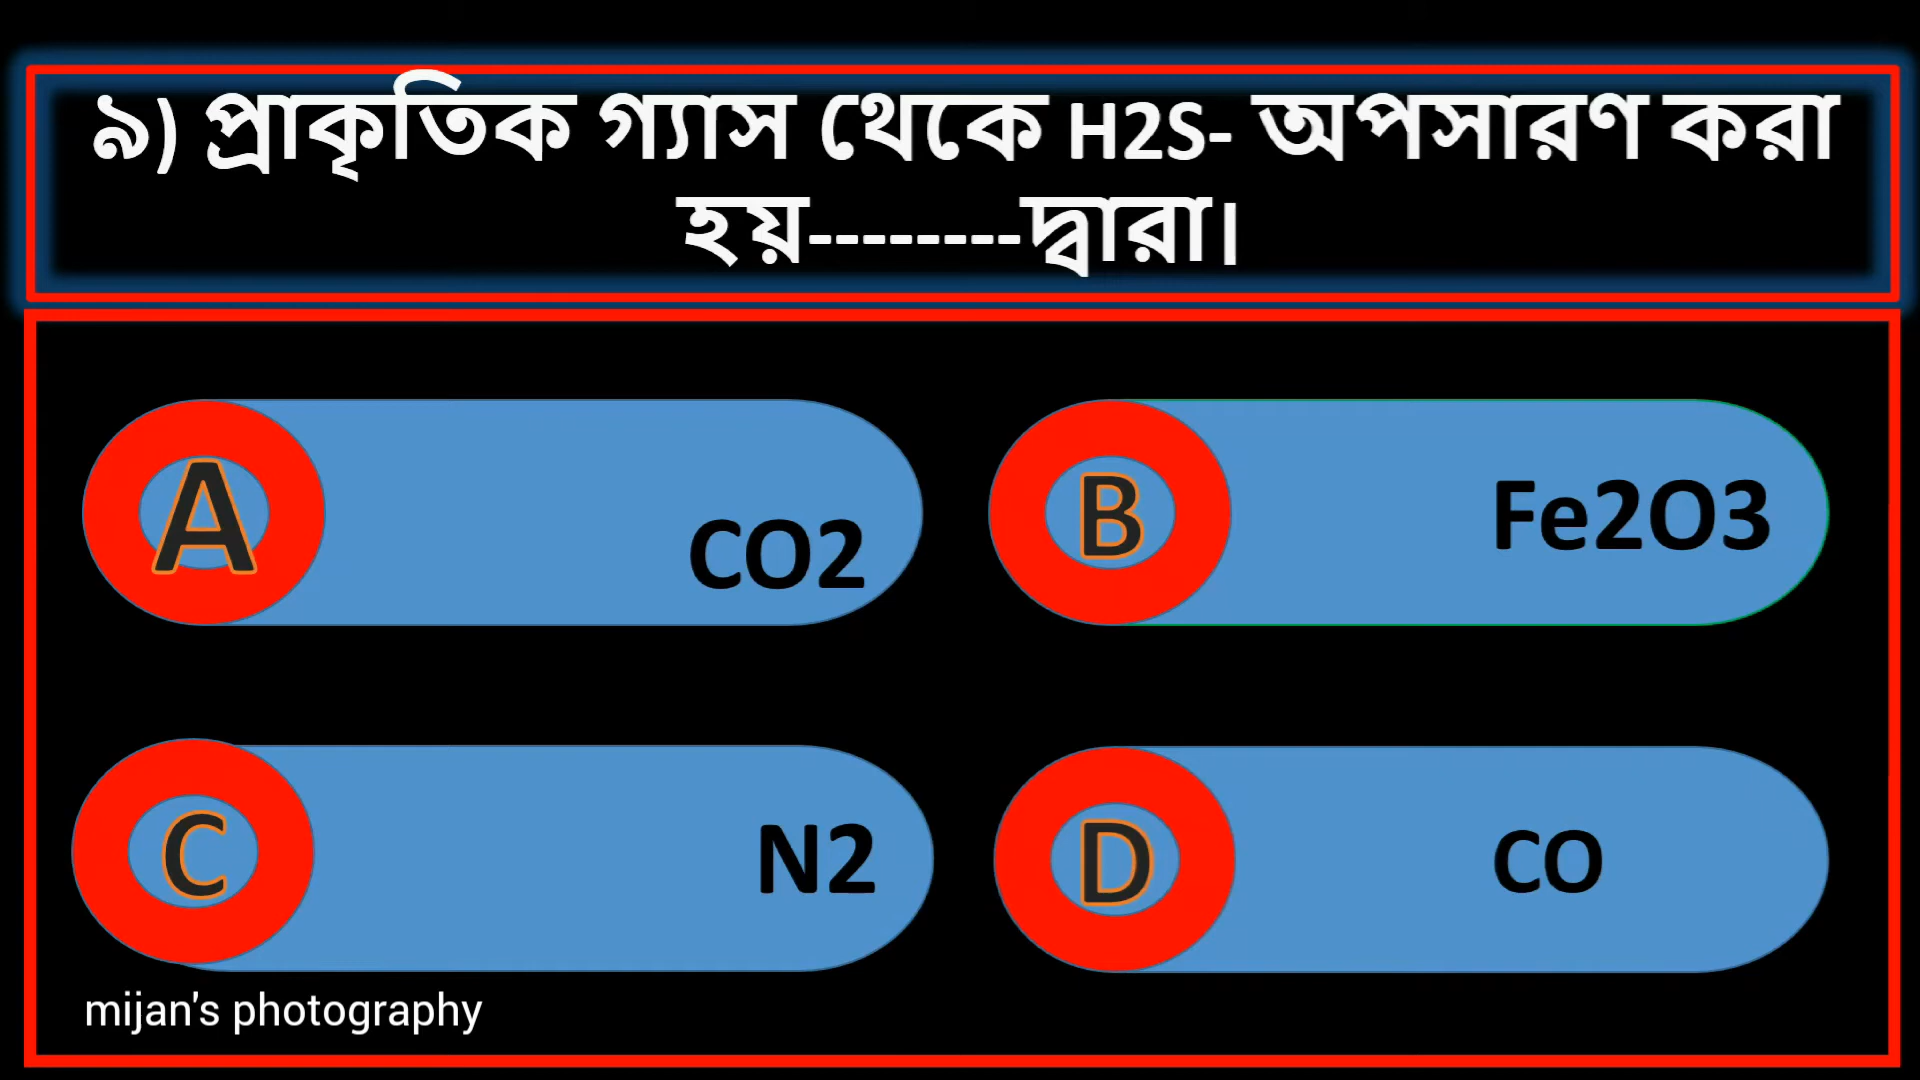 ৯) প্রাকৃতিক গ্যাস থেকে H2S- অপসারণ করা
হয়--------দ্বারা।
A
CO2
B
Fe2O3
C
N2
D
CO
mijan's photography